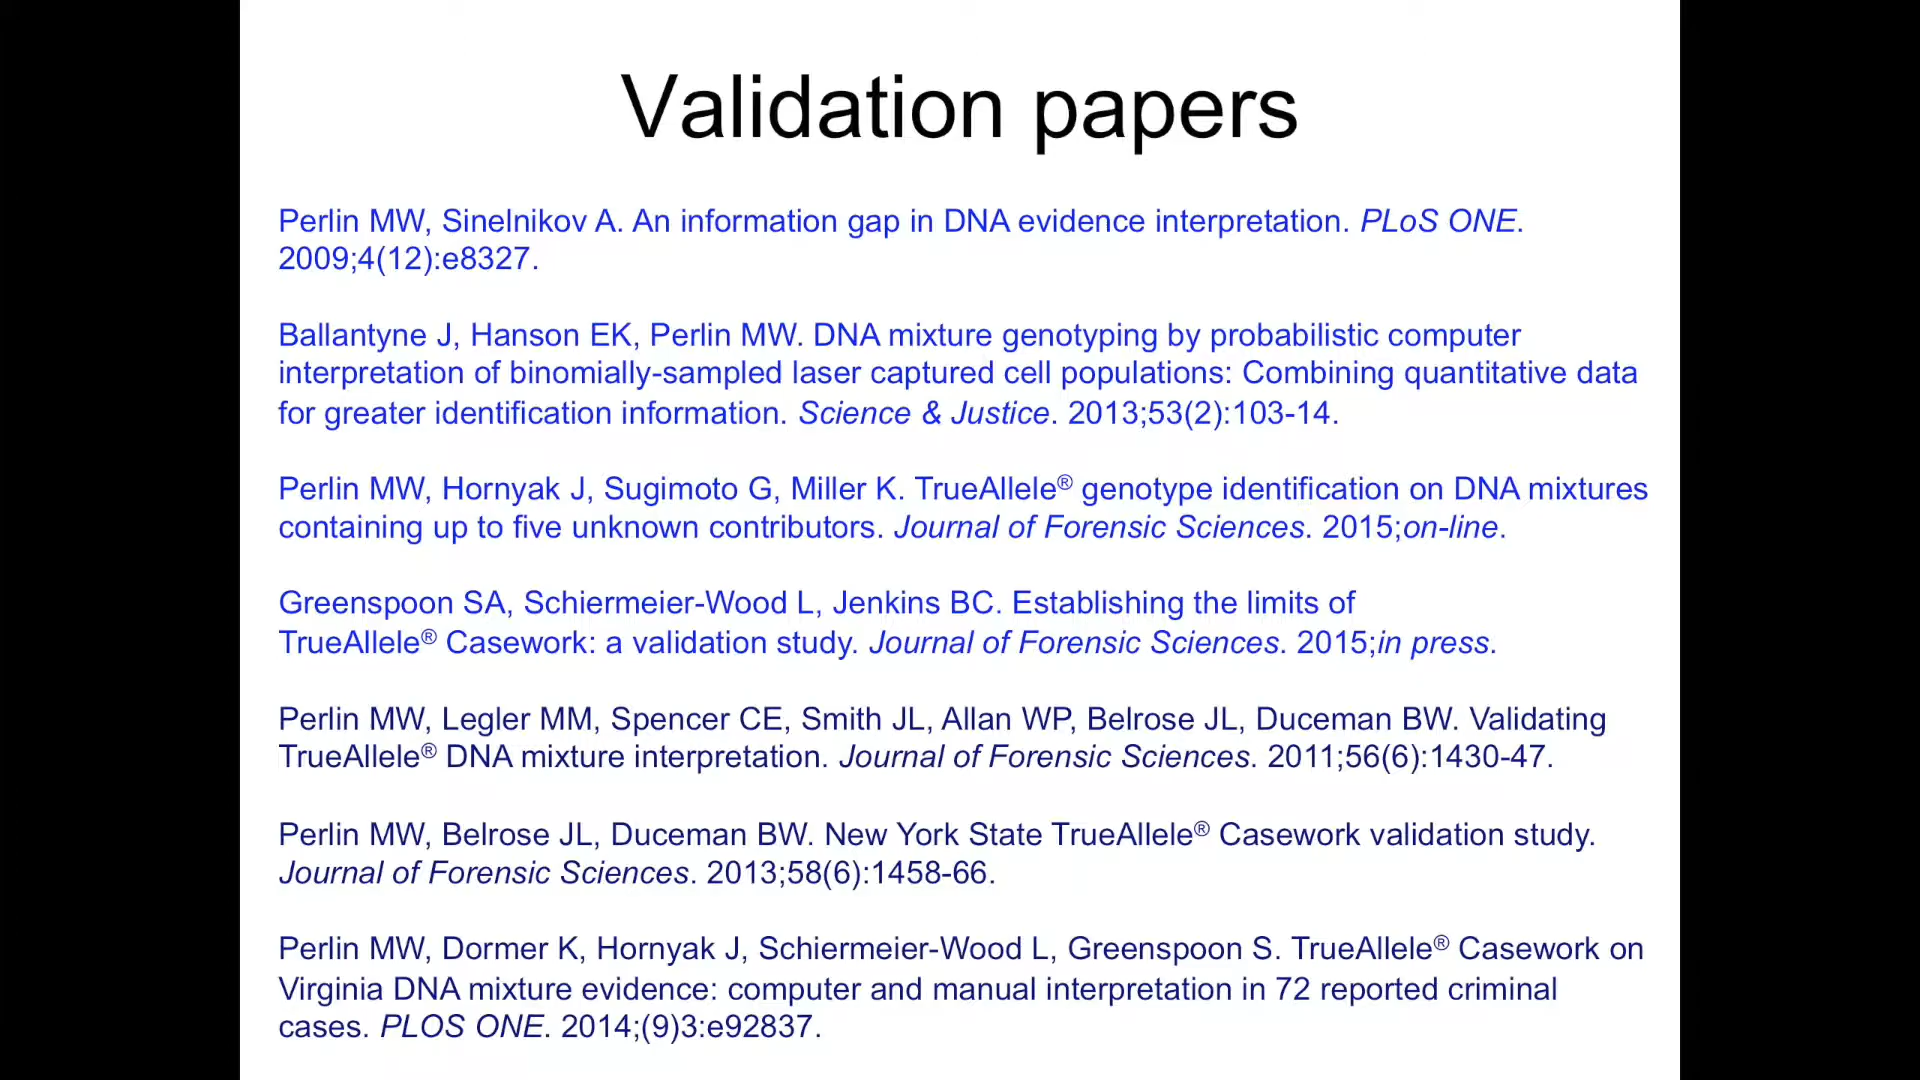 Validation papers
Perlin MW, Sinelnikov A. An information gap in DNA evidence interpretation. PLoS ONE.
2009;4(12):e8327.
Ballantyne J, Hanson EK, Perlin MW. DNA mixture genotyping by probabilistic computer
interpretation of binomially-sampled laser captured cell populations: Combining quantitative data
for greater identification information. Science & Justice. 2013;53(2):103-14.
Perlin MW, Hornyak J, Sugimoto G, Miller K. TrueAllele® genotype identification on DNA mixtures
containing up to five unknown contributors. Journal of Forensic Sciences. 2015;on-line.
Greenspoon SA, Schiermeier-Wood L, Jenkins BC. Establishing the limits of
TrueAllele® Casework: a validation study. Journal of Forensic Sciences. 2015;in press.
Perlin MW, Legler MM, Spencer CE, Smith JL, Allan WP, Belrose JL, Duceman BW. Validating
TrueAllele® DNA mixture interpretation. Journal of Forensic Sciences. 2011;56(6):1430-47.
Perlin MW, Belrose JL, Duceman BW. New York State TrueAllele® Casework validation study.
Journal of Forensic Sciences. 2013;58(6):1458-66.
Perlin MW, Dormer K, Hornyak J, Schiermeier-Wood L, Greenspoon S. TrueAllele® Casework on
Virginia DNA mixture evidence: computer and manual interpretation in 72 reported criminal
cases. PLOS ONE. 2014;(9)3:e92837.